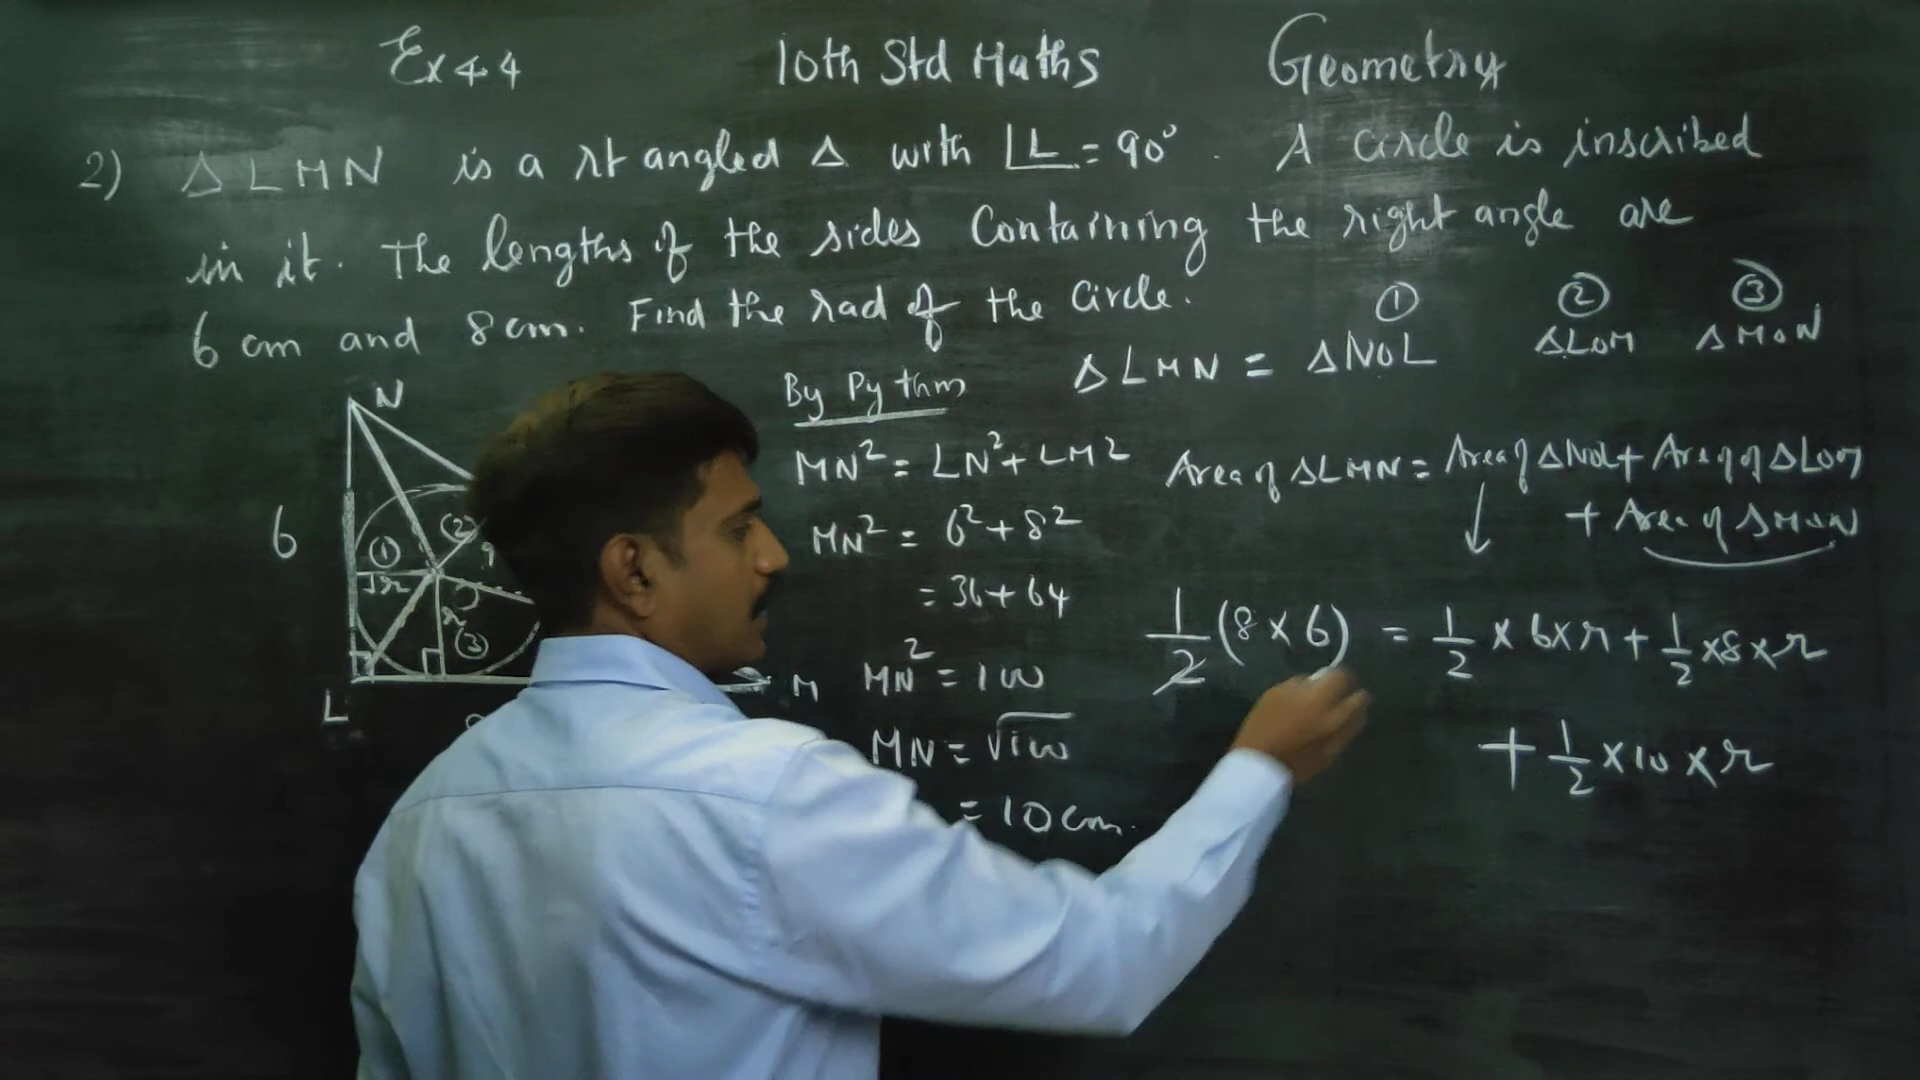 Ex 4.4 10th Std Maths Geometry
2) △LMN is a rt angled △ with ∠L = 90°. A circle is inscribed
in it. The lengths of the sides containing the right angle are
6 cm and 8 cm. Find the rad of the circle.
① ② ③
△LMN = △NOL △LOM △MON
N
6
(1)
(2)
r
r
(3)
L
M
By Py thm
MN² = LN² + LM²
MN² = 6² + 8²
= 36 + 64
MN² = 100
MN = √100
= 10 cm.
Area of △LMN = Area of △NOL + Area of △LOM
+ Area of △MON
↓
1/2 (8 × 6) = 1/2 × 6 × r + 1/2 × 8 × r
+ 1/2 × 10 × r